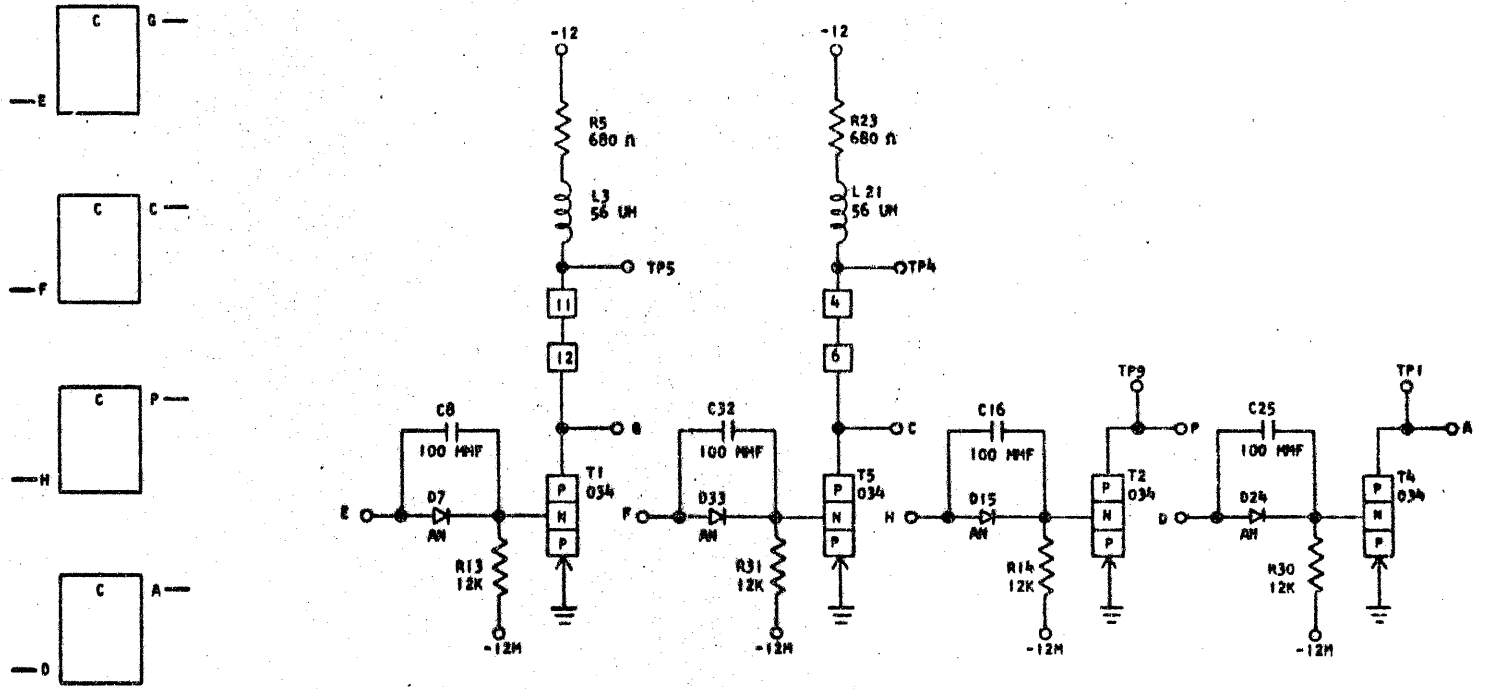 C G
E
C C
F
C P
H
C A
D
-12 -12
R5
680 Ω
R23
680 Ω
L3
56 UH
L21
56 UH
TP5 TP4
11 4
12 6
TP9 TP1
C8
100 MMF
G
C32
100 MMF
C
C16
100 MMF
P
C25
100 MMF
A
E
D7
AN
P
N
P
T1
034
F
D33
AN
P
N
P
T5
034
H
D15
AN
P
N
P
T2
034
D
D24
AN
P
N
P
T4
034
R13
12K
R31
12K
R14
12K
R30
12K
-12M -12M -12M -12M